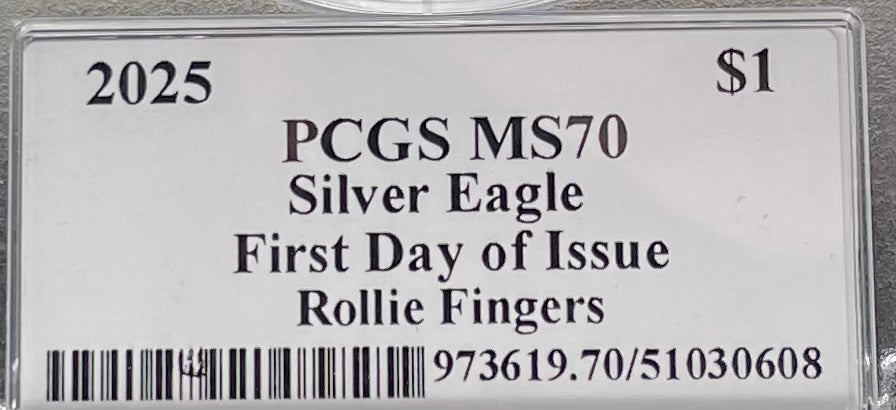 2025 $1
PCGS MS70
Silver Eagle
First Day of Issue
Rollie Fingers
973619.70/51030608